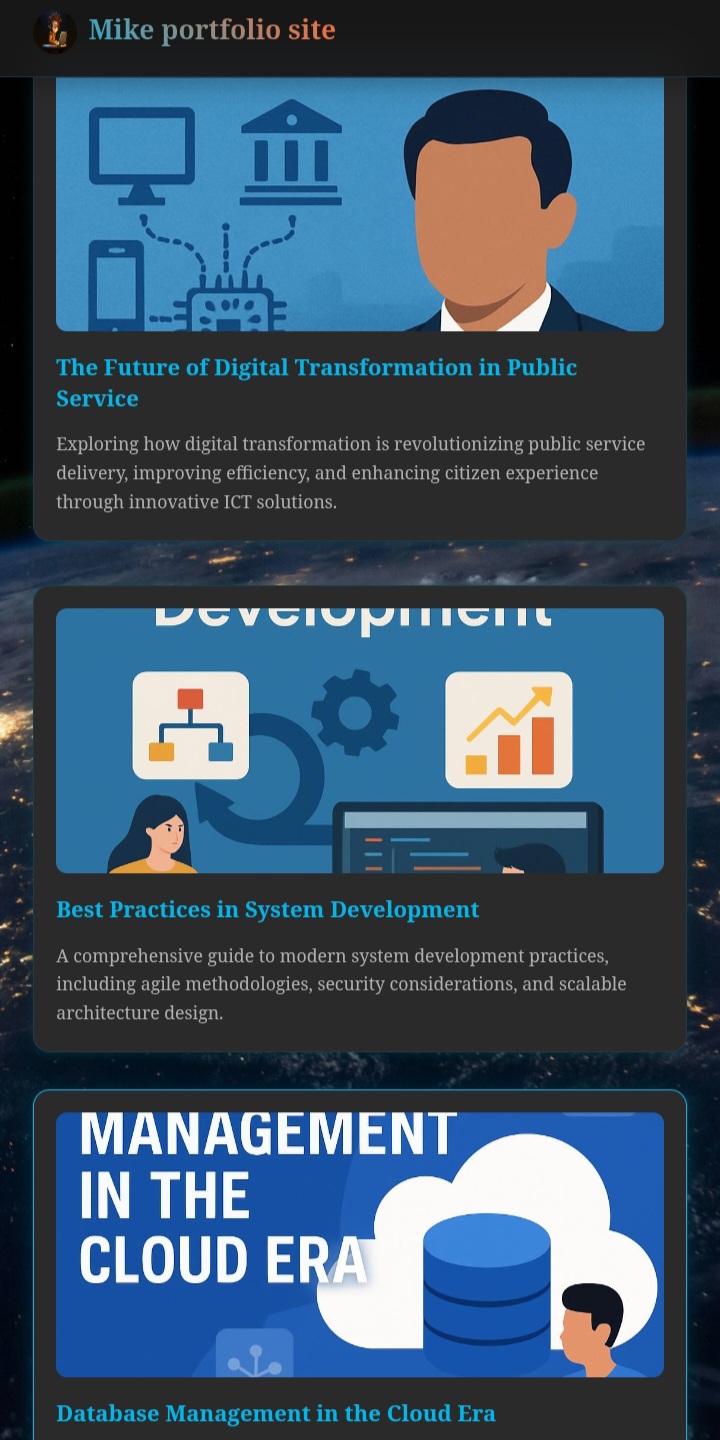 Mike portfolio site
The Future of Digital Transformation in Public
Service
Exploring how digital transformation is revolutionizing public service
delivery, improving efficiency, and enhancing citizen experience
through innovative ICT solutions.
Development
Best Practices in System Development
A comprehensive guide to modern system development practices,
including agile methodologies, security considerations, and scalable
architecture design.
MANAGEMENT
IN THE
CLOUD ERA
Database Management in the Cloud Era